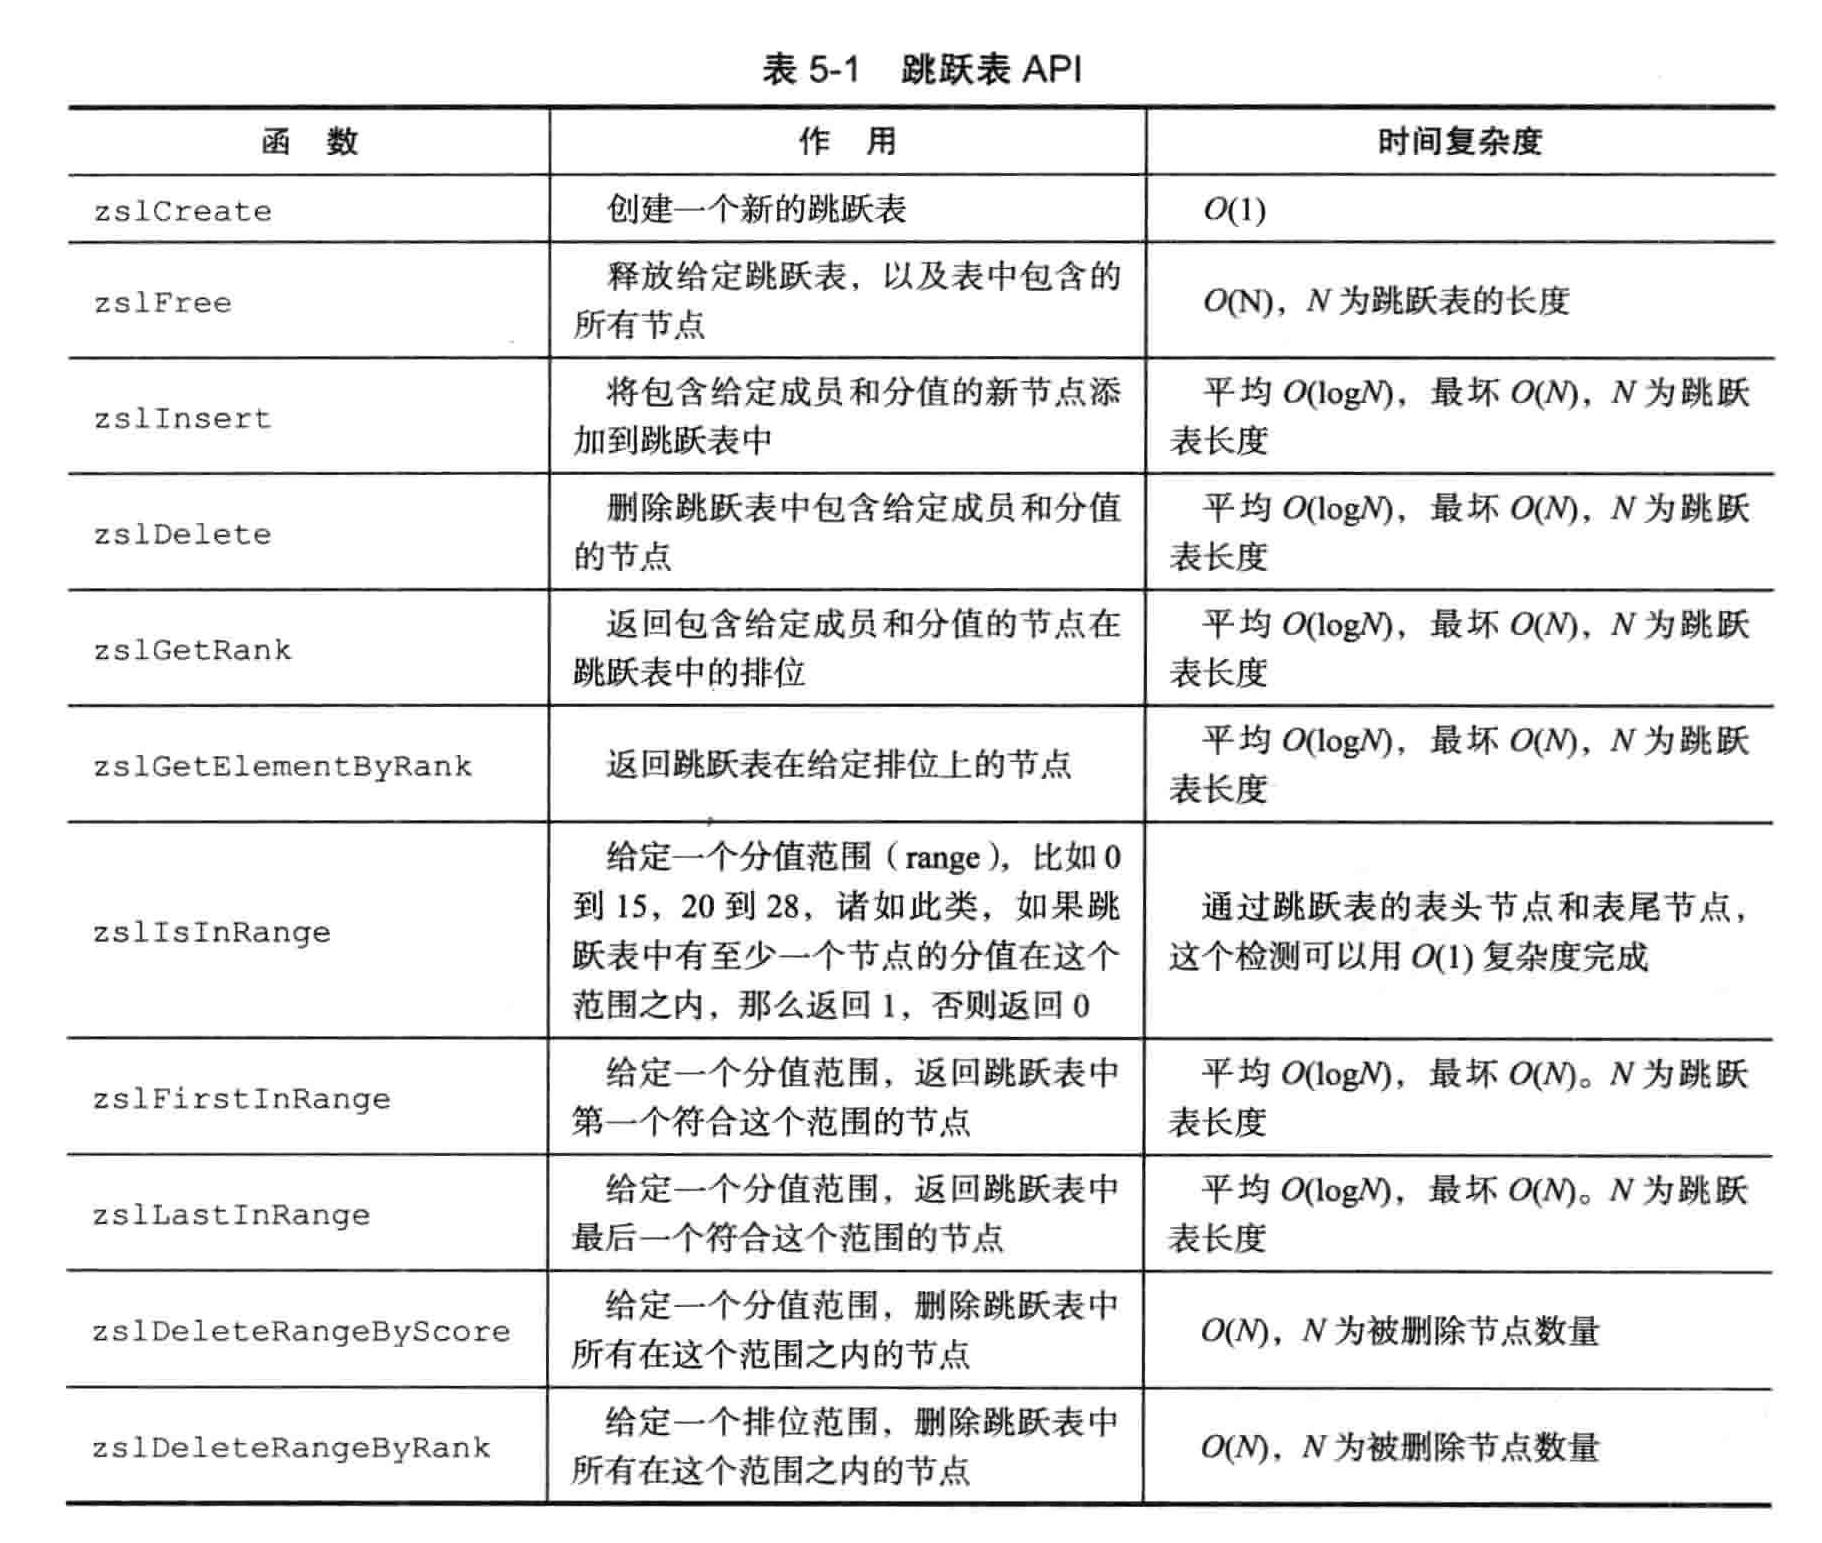 表 5-1 跳跃表 API
函 数 作 用 时间复杂度
zslCreate 创建一个新的跳跃表 O(1)
zslFree
释放给定跳跃表，以及表中包含的
所有节点
O(N)，N 为跳跃表的长度
zslInsert
将包含给定成员和分值的新节点添
加到跳跃表中
平均 O(logN)，最坏 O(N)，N 为跳跃
表长度
zslDelete
删除跳跃表中包含给定成员和分值
的节点
平均 O(logN)，最坏 O(N)，N 为跳跃
表长度
zslGetRank
返回包含给定成员和分值的节点在
跳跃表中的排位
平均 O(logN)，最坏 O(N)，N 为跳跃
表长度
zslGetElementByRank
返回跳跃表在给定排位上的节点
平均 O(logN)，最坏 O(N)，N 为跳跃
表长度
zslIsInRange
给定一个分值范围（range），比如 0
到 15，20 到 28，诸如此类，如果跳
跃表中有至少一个节点的分值在这个
范围之内，那么返回 1，否则返回 0
通过跳跃表的表头节点和表尾节点，
这个检测可以用 O(1) 复杂度完成
zslFirstInRange
给定一个分值范围，返回跳跃表中
第一个符合这个范围的节点
平均 O(logN)，最坏 O(N)。N 为跳跃
表长度
zslLastInRange
给定一个分值范围，返回跳跃表中
最后一个符合这个范围的节点
平均 O(logN)，最坏 O(N)。N 为跳跃
表长度
zslDeleteRangeByScore
给定一个分值范围，删除跳跃表中
所有在这个范围之内的节点
O(N)，N 为被删除节点数量
zslDeleteRangeByRank
给定一个排位范围，删除跳跃表中
所有在这个范围之内的节点
O(N)，N 为被删除节点数量